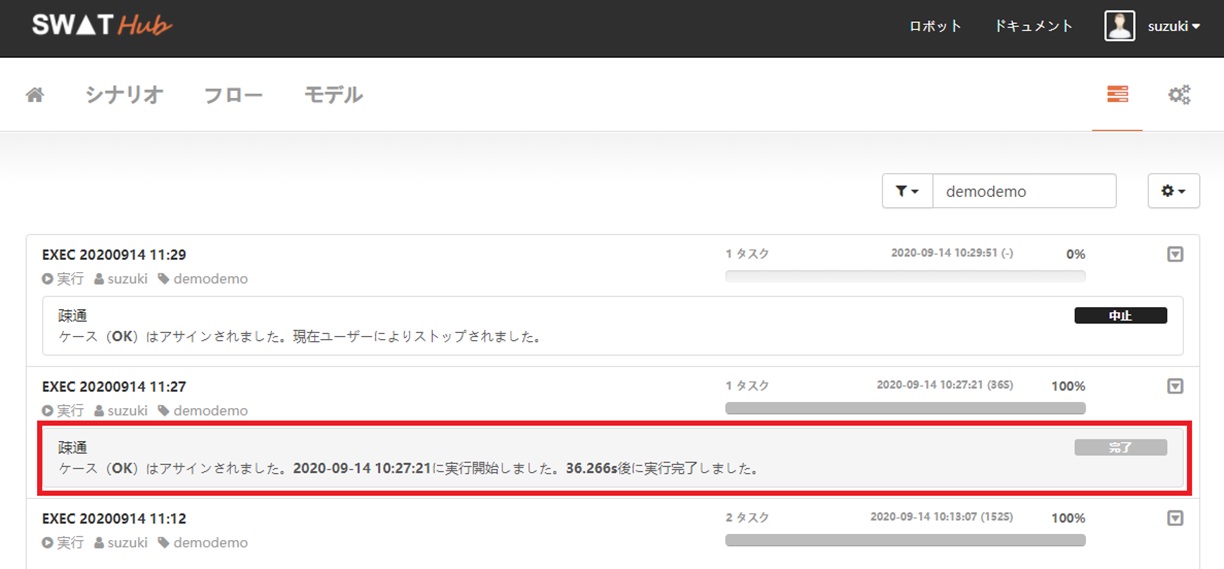 SWAT Hub
ロボット ドキュメント suzuki
シナリオ フロー モデル
demodemo
EXEC 20200914 11:29 1 タスク 2020-09-14 10:29:51 (-) 0%
実行 suzuki demodemo
疎通 中止
ケース（OK）はアサインされました。現在ユーザーによりストップされました。
EXEC 20200914 11:27 1 タスク 2020-09-14 10:27:21 (36S) 100%
実行 suzuki demodemo
疎通 完了
ケース（OK）はアサインされました。2020-09-14 10:27:21に実行開始しました。36.266s後に実行完了しました。
EXEC 20200914 11:12 2 タスク 2020-09-14 10:13:07 (152S) 100%
実行 suzuki demodemo